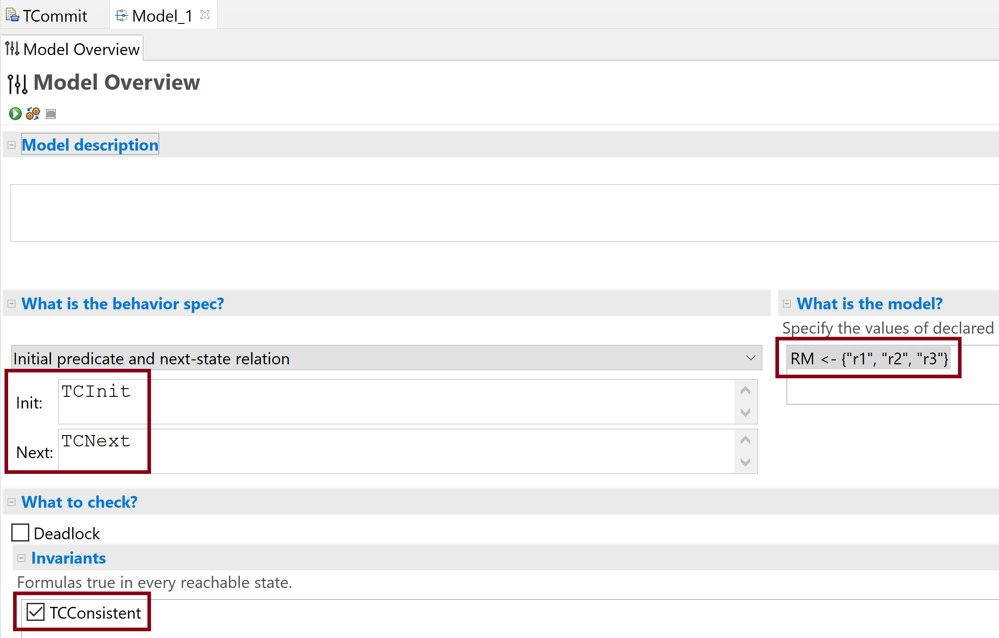 TCommit
Model_1
Model Overview
Model Overview
Model description
What is the behavior spec?
What is the model?
Specify the values of declared
Initial predicate and next-state relation
RM <- {"r1", "r2", "r3"}
Init:
TCInit
Next:
TCNext
What to check?
Deadlock
Invariants
Formulas true in every reachable state.
TCConsistent